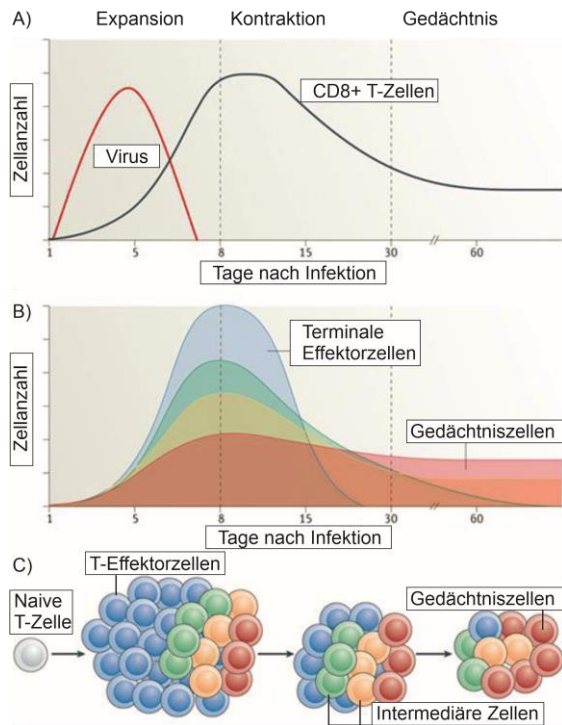 A)
Expansion
Kontraktion
Gedächtnis
Zellanzahl
Virus
CD8+ T-Zellen
1 5 8 15 30 60
Tage nach Infektion
B)
Zellanzahl
Terminale
Effektorzellen
Gedächtniszellen
1 5 8 15 30 60
Tage nach Infektion
C)
T-Effektorzellen
Naive
T-Zelle
Gedächtniszellen
Intermediäre Zellen